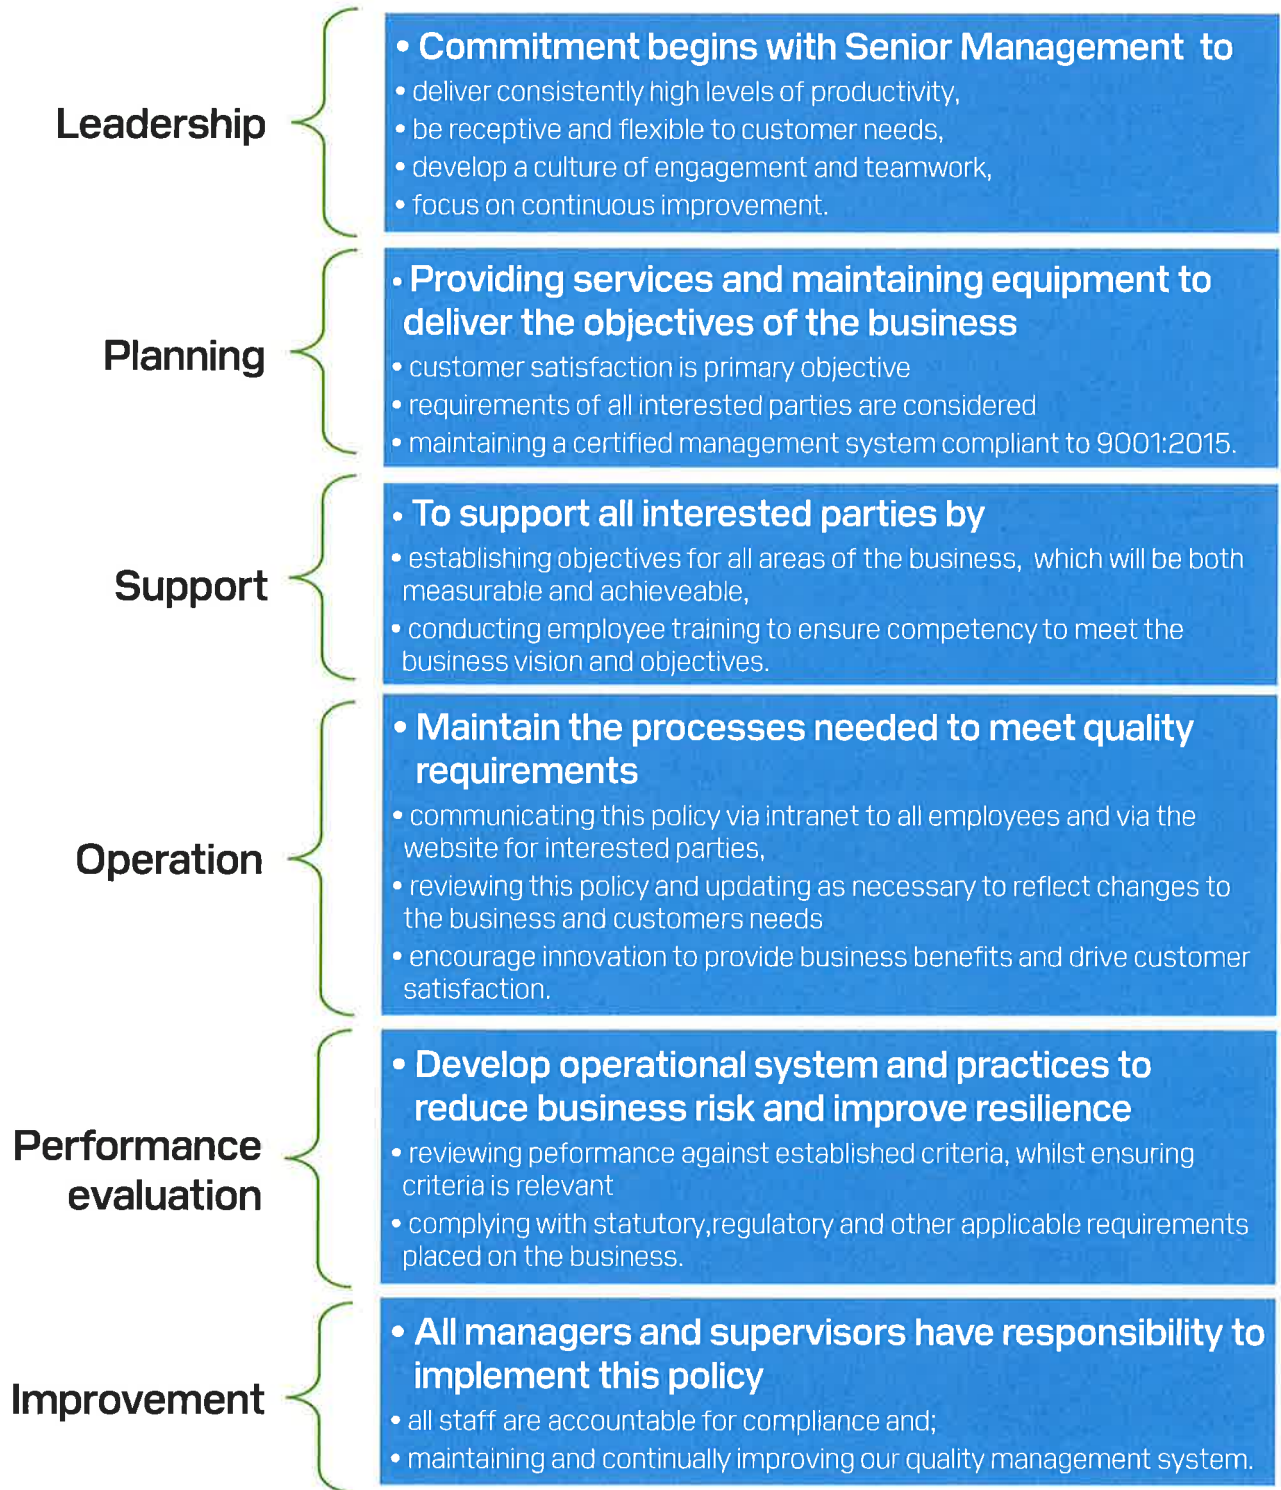 Leadership
• Commitment begins with Senior Management to
• deliver consistently high levels of productivity,
• be receptive and flexible to customer needs,
• develop a culture of engagement and teamwork,
• focus on continuous improvement.
Planning
• Providing services and maintaining equipment to
deliver the objectives of the business
• customer satisfaction is primary objective
• requirements of all interested parties are considered
• maintaining a certified management system compliant to 9001:2015.
Support
• To support all interested parties by
• establishing objectives for all areas of the business, which will be both
measurable and achieveable,
• conducting employee training to ensure competency to meet the
business vision and objectives.
Operation
• Maintain the processes needed to meet quality
requirements
• communicating this policy via intranet to all employees and via the
website for interested parties,
• reviewing this policy and updating as necessary to reflect changes to
the business and customers needs
• encourage innovation to provide business benefits and drive customer
satisfaction.
Performance
evaluation
• Develop operational system and practices to
reduce business risk and improve resilience
• reviewing peformance against established criteria, whilst ensuring
criteria is relevant
• complying with statutory,regulatory and other applicable requirements
placed on the business.
Improvement
• All managers and supervisors have responsibility to
implement this policy
• all staff are accountable for compliance and;
• maintaining and continually improving our quality management system.